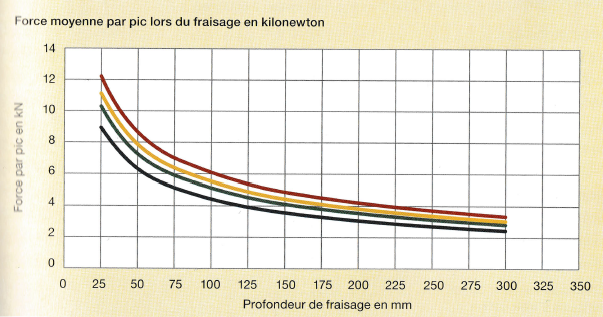 Force moyenne par pic lors du fraisage en kilonewton
Force par pic en kN
14
12
10
8
6
4
2
0
0 25 50 75 100 125 150 175 200 225 250 275 300 325 350
Profondeur de fraisage en mm